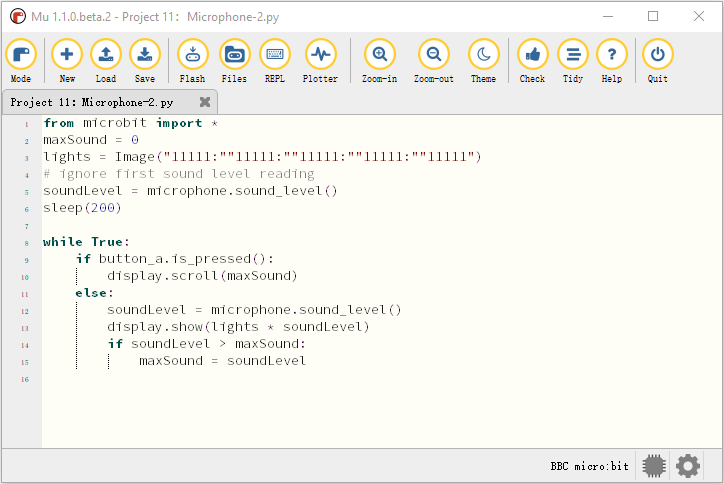 Mu 1.1.0.beta.2 - Project 11：Microphone-2.py
Mode New Load Save Flash Files REPL Plotter Zoom-in Zoom-out Theme Check Tidy Help Quit
Project 11：Microphone-2.py
1 from microbit import *
2 maxSound = 0
3 lights = Image("11111:""11111:""11111:""11111:""11111")
4 # ignore first sound level reading
5 soundLevel = microphone.sound_level()
6 sleep(200)
7
8 while True:
9 if button_a.is_pressed():
10 display.scroll(maxSound)
11 else:
12 soundLevel = microphone.sound_level()
13 display.show(lights * soundLevel)
14 if soundLevel > maxSound:
15 maxSound = soundLevel
16
BBC micro:bit